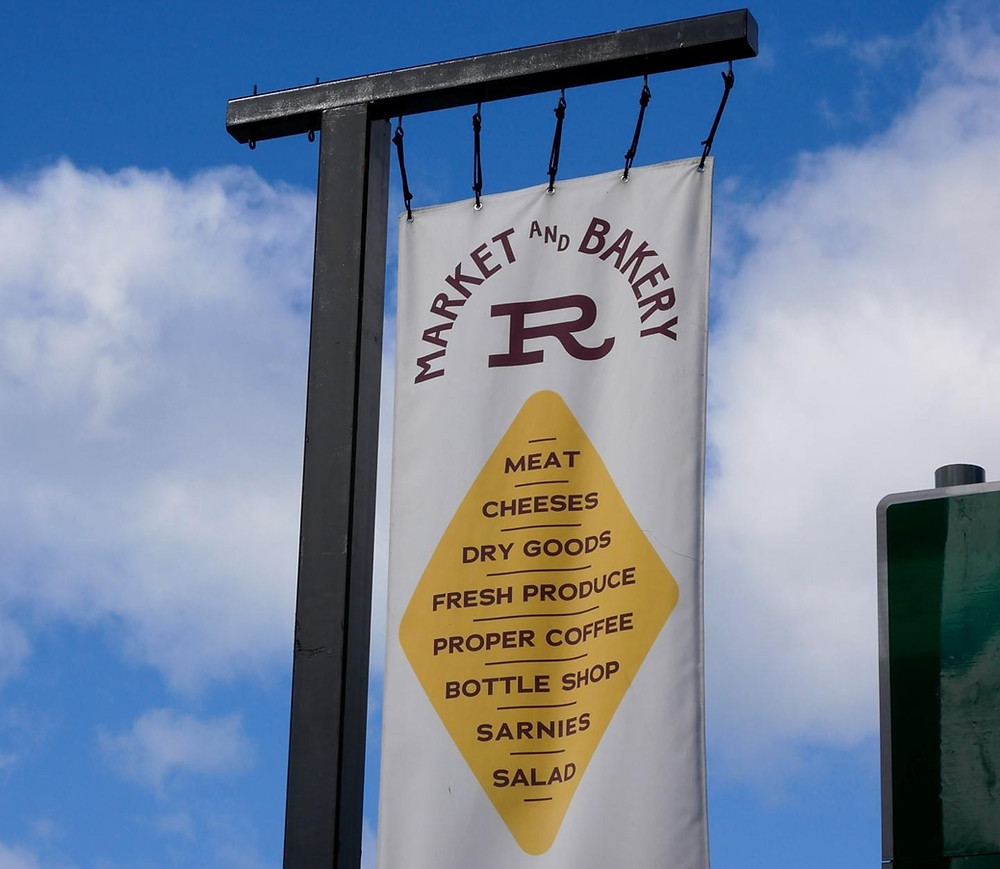 MARKET AND BAKERY
R
MEAT
CHEESES
DRY GOODS
FRESH PRODUCE
PROPER COFFEE
BOTTLE SHOP
SARNIES
SALAD